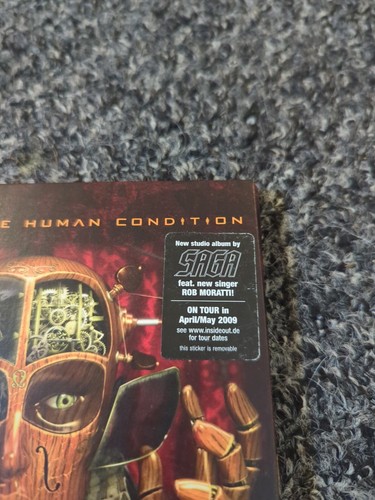 E HUMAN CONDITION
New studio album by
SAGA
feat. new singer
ROB MORATTI!
ON TOUR in
April/May 2009
see www.insideout.de
for tour dates
this sticker is removable